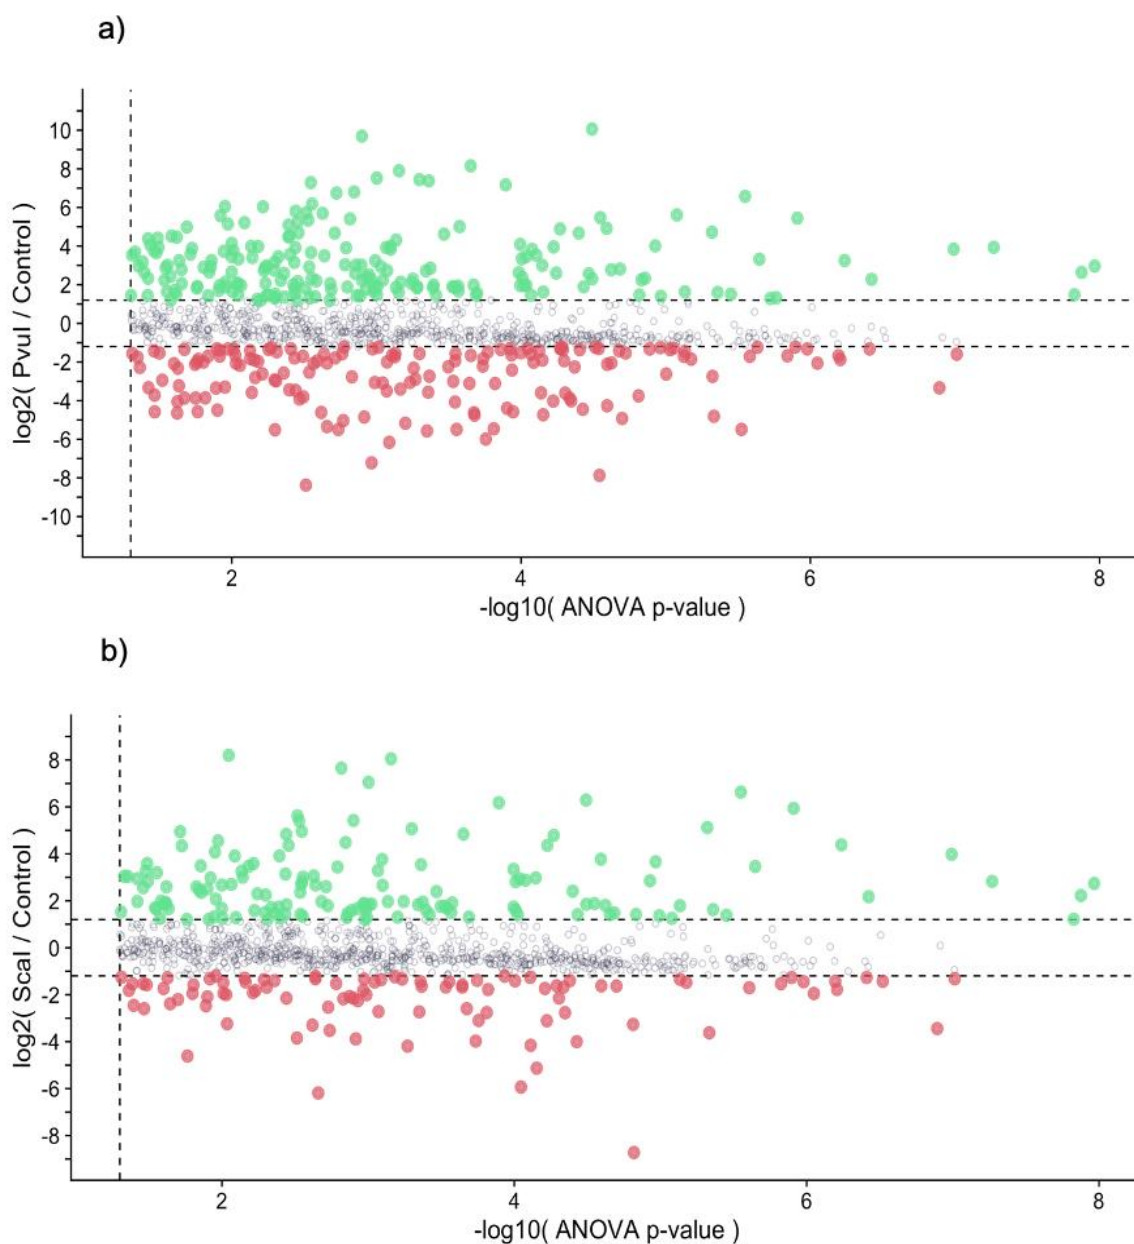 a)
log2( PvuI / Control )
10
8
6
4
2
0
-2
-4
-6
-8
-10
2 4 6 8
-log10( ANOVA p-value )
b)
log2( ScaI / Control )
8
6
4
2
0
-2
-4
-6
-8
2 4 6 8
-log10( ANOVA p-value )